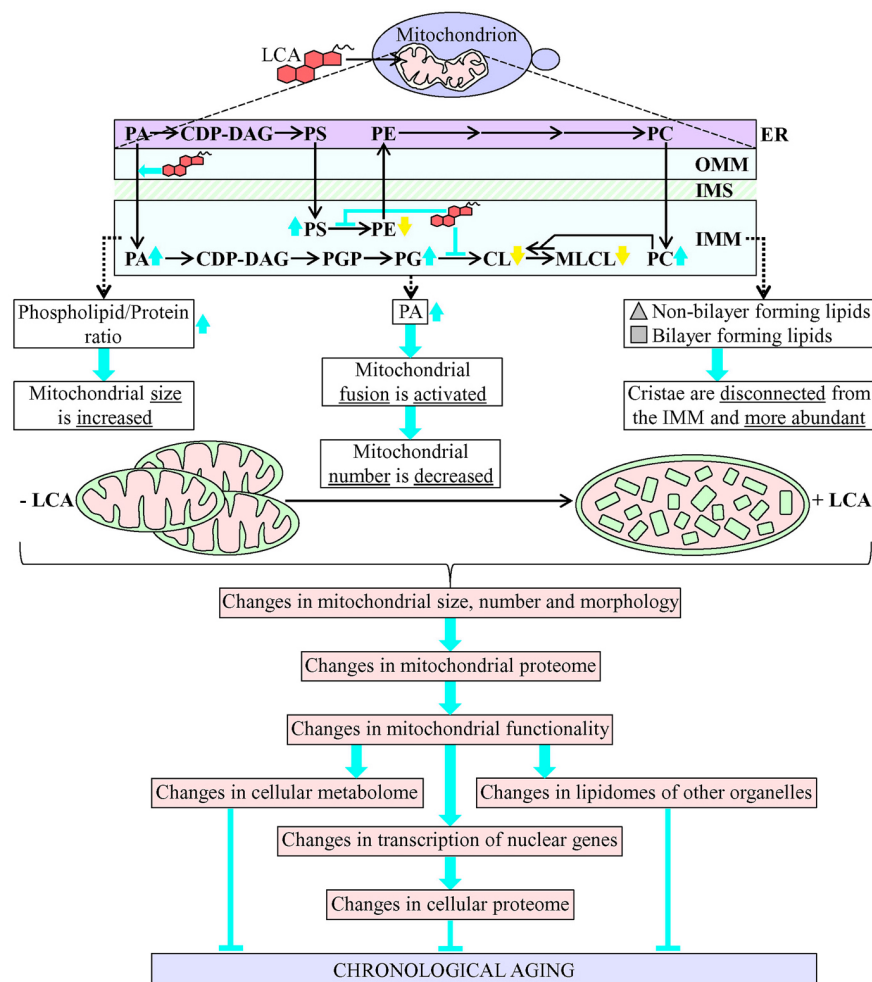 Mitochondrion
LCA
PA CDP-DAG PS PE PC ER
OMM
IMS
PS PE IMM
PA CDP-DAG PGP PG CL MLCL PC
Phospholipid/Protein
ratio
Mitochondrial size
is increased
PA
Mitochondrial
fusion is activated
Mitochondrial
number is decreased
Non-bilayer forming lipids
Bilayer forming lipids
Cristae are disconnected from
the IMM and more abundant
- LCA
+ LCA
Changes in mitochondrial size, number and morphology
Changes in mitochondrial proteome
Changes in mitochondrial functionality
Changes in cellular metabolome
Changes in lipidomes of other organelles
Changes in transcription of nuclear genes
Changes in cellular proteome
CHRONOLOGICAL AGING